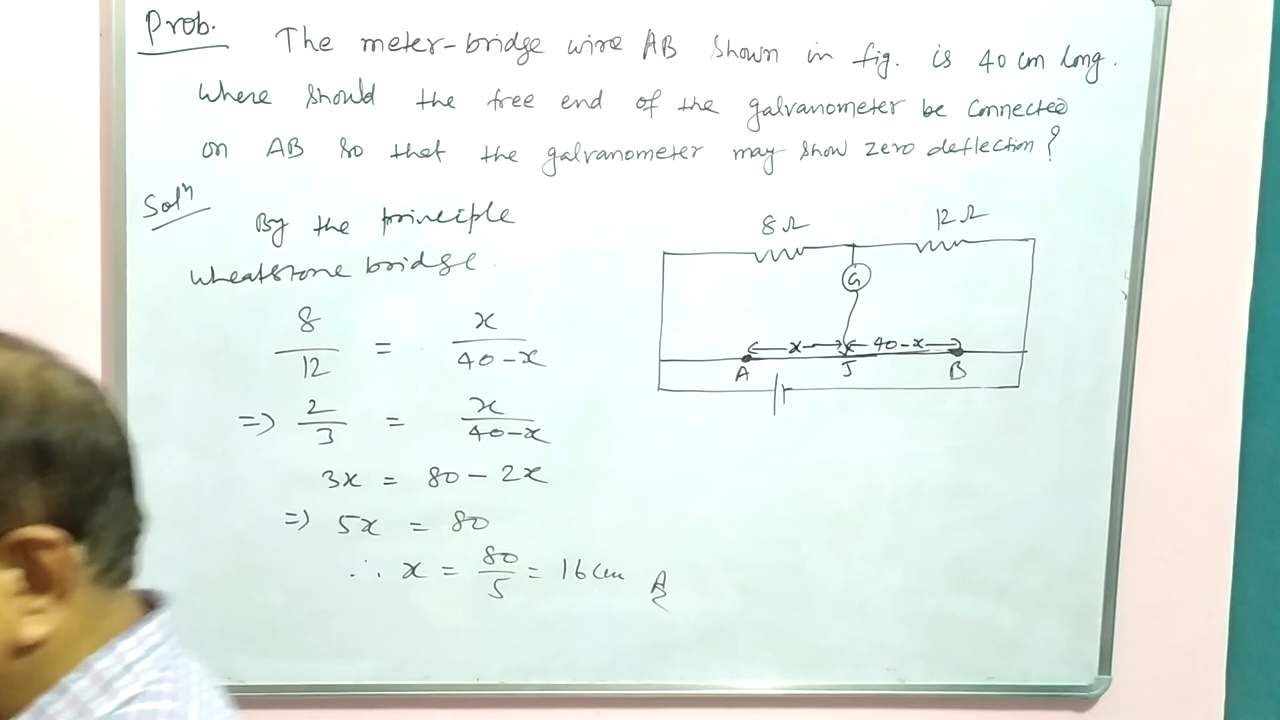 Prob. The meter-bridge wire AB shown in fig. is 40 cm long.
Where should the free end of the galvanometer be connected
on AB so that the galvanometer may show zero deflection?
Solⁿ
By the principle
wheatstone bridge.
8/12 = x/40-x
=> 2/3 = x/40-x
3x = 80 - 2x
=> 5x = 80
∴ x = 80/5 = 16 cm
8Ω 12Ω
G
x 40-x
A J B